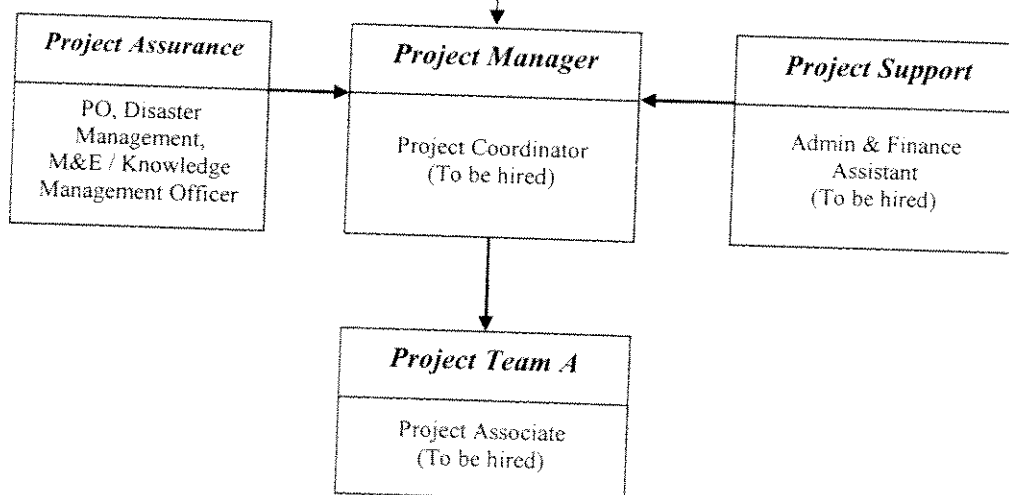 Project Assurance
PO, Disaster
Management,
M&E / Knowledge
Management Officer
Project Manager
Project Coordinator
(To be hired)
Project Support
Admin & Finance
Assistant
(To be hired)
Project Team A
Project Associate
(To be hired)